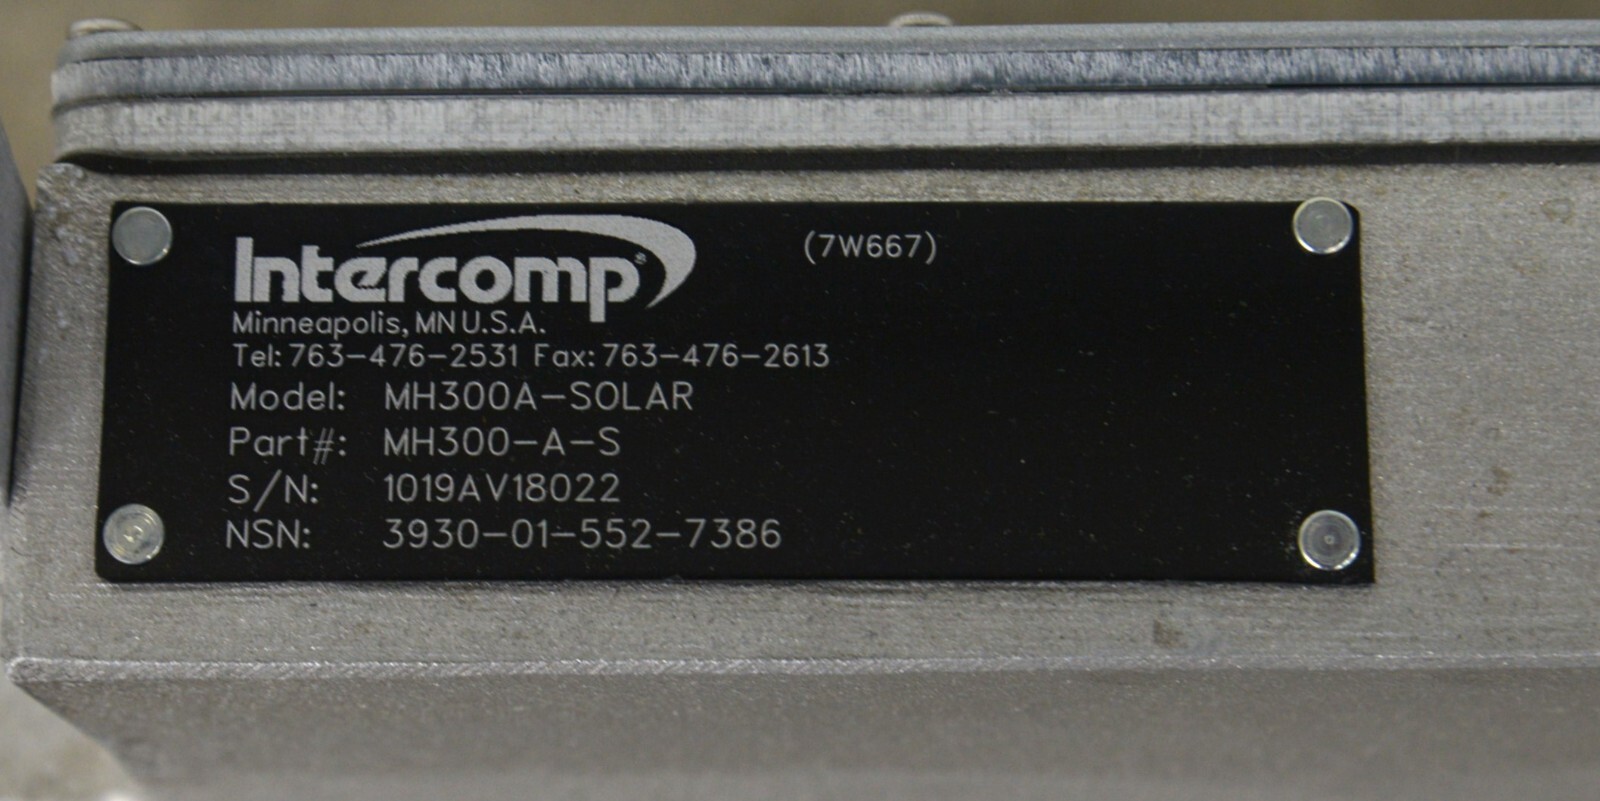 Intercomp®
(7W667)
Minneapolis, MN U.S.A.
Tel: 763-476-2531 Fax: 763-476-2613
Model: MH300A-SOLAR
Part#: MH300-A-S
S/N: 1019AV18022
NSN: 3930-01-552-7386